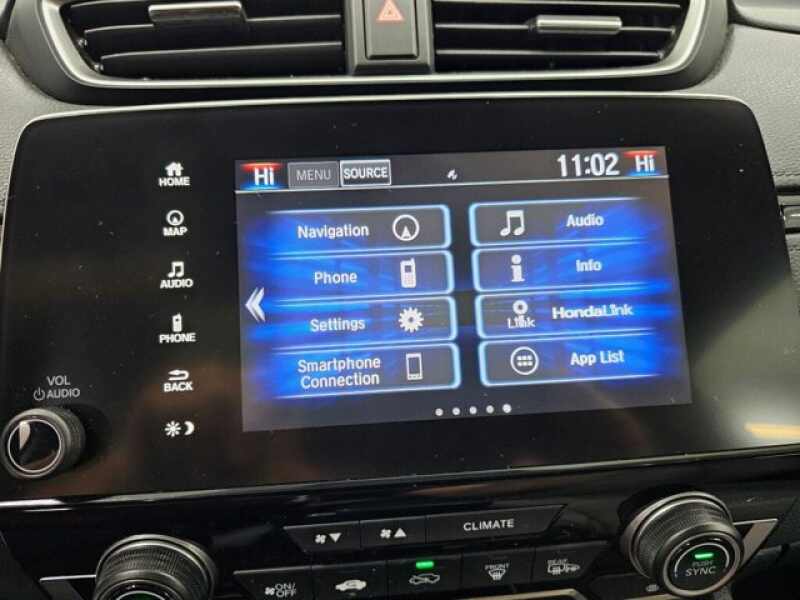 Hi MENU SOURCE 11:02 Hi
HOME
MAP
AUDIO
PHONE
BACK
VOL
AUDIO
Navigation
Audio
Phone
Info
Settings
Link HondaLink
Smartphone
Connection
App List
CLIMATE
ON/
OFF
FRONT
REAR
PUSH
SYNC